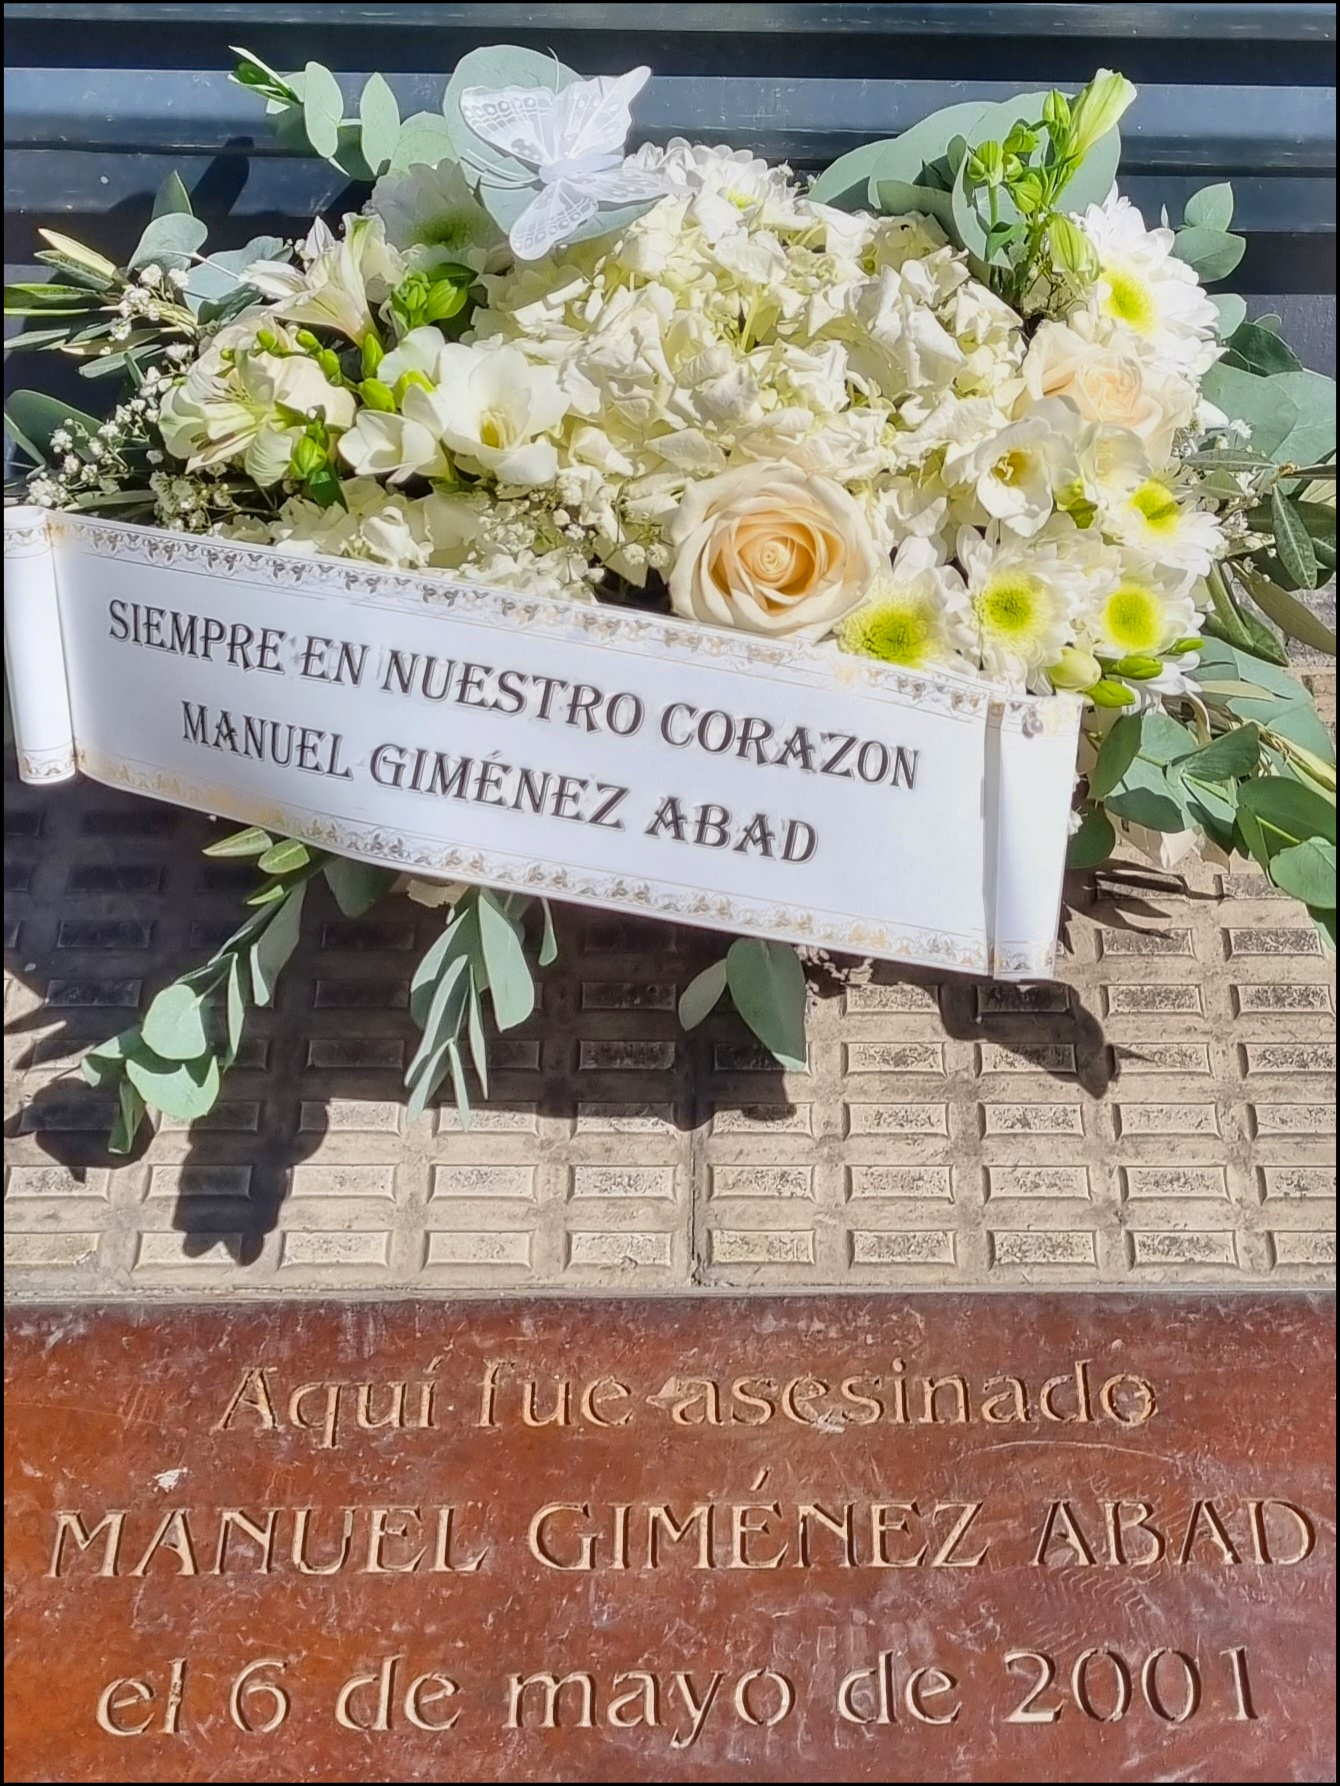 SIEMPRE EN NUESTRO CORAZON
MANUEL GIMÉNEZ ABAD
Aquí fue asesinado
MANUEL GIMÉNEZ ABAD
el 6 de mayo de 2001